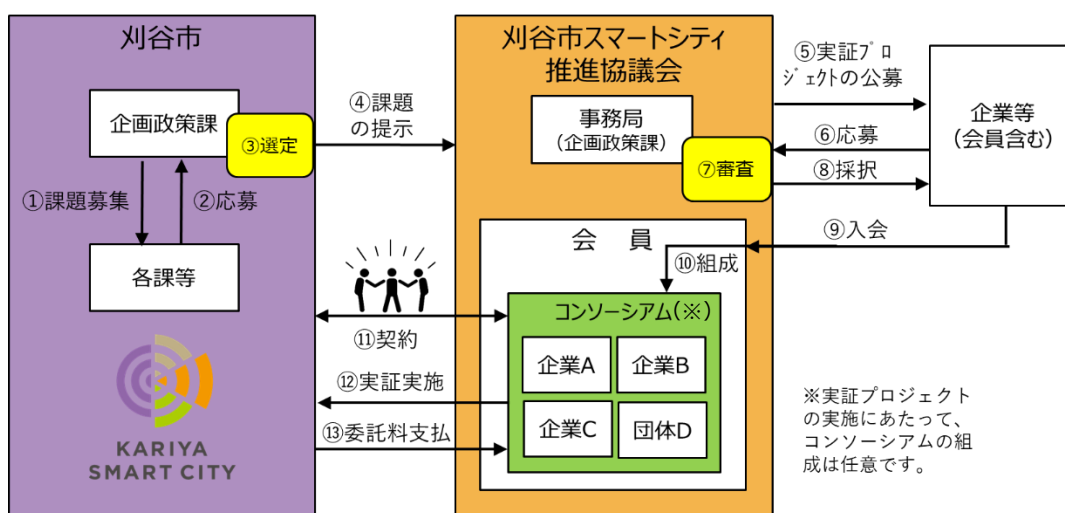 刈谷市
企画政策課
③選定
①課題募集
②応募
各課等
KARIYA
SMART CITY
④課題
の提示
⑪契約
⑫実証実施
⑬委託料支払
刈谷市スマートシティ
推進協議会
事務局
(企画政策課)
⑦審査
会　員
⑩組成
コンソーシアム(※)
企業A
企業B
企業C
団体D
⑤実証ﾌﾟﾛ
ｼﾞｪｸﾄの公募
⑥応募
⑧採択
⑨入会
企業等
(会員含む)
※実証プロジェクト
の実施にあたって、
コンソーシアムの組
成は任意です。